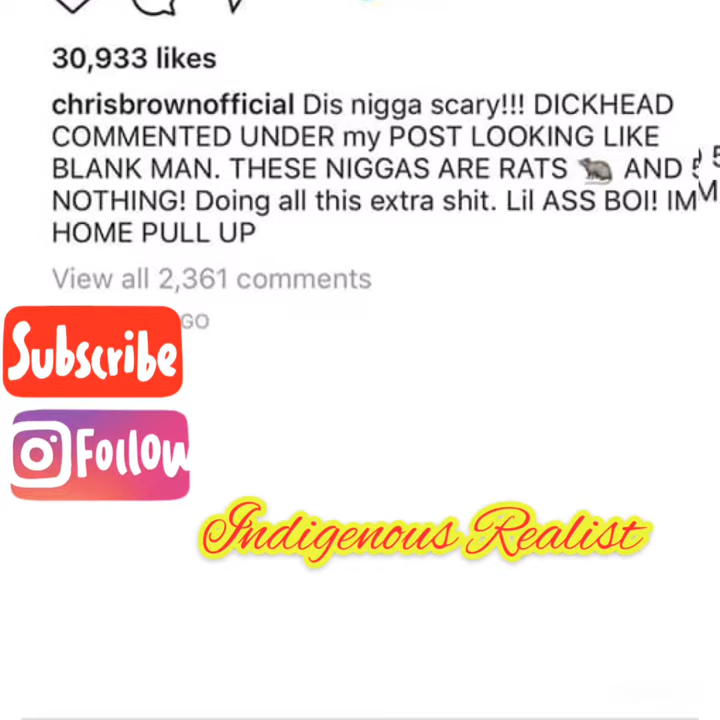 30,933 likes
chrisbrownofficial Dis nigga scary!!! DICKHEAD
COMMENTED UNDER my POST LOOKING LIKE
BLANK MAN. THESE NIGGAS ARE RATS 🐀 AND
NOTHING! Doing all this extra shit. Lil ASS BOI! IM
HOME PULL UP
View all 2,361 comments
GO
Subscribe
Follow
Indigenous Realist